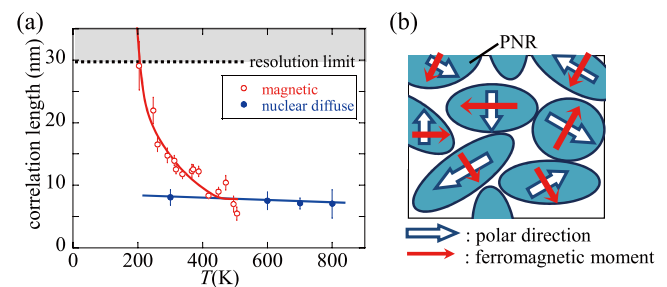 (a)
correlation length (nm)
30
20
10
0
resolution limit
magnetic
nuclear diffuse
0
200
400
600
800
T(K)
(b)
PNR
: polar direction
: ferromagnetic moment